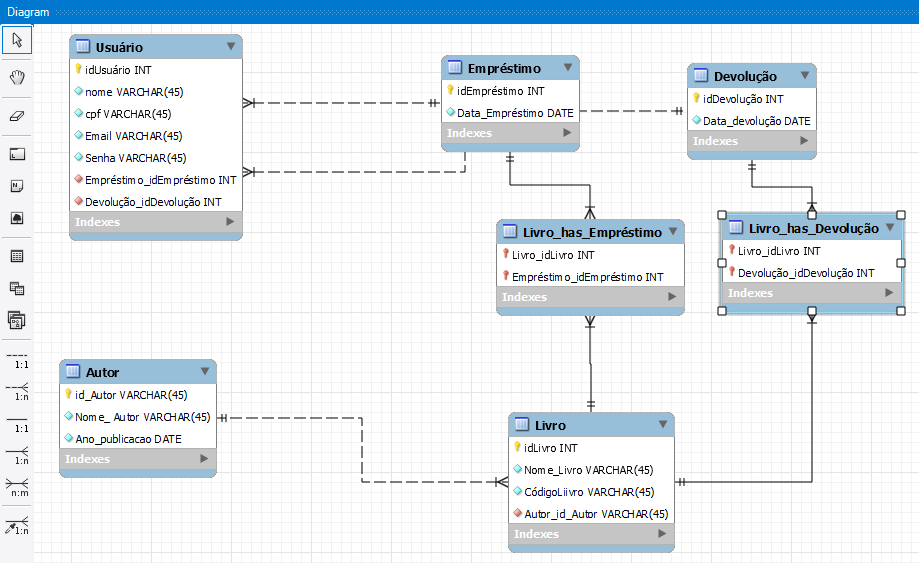 Diagram
Usuário
idUsuário INT
nome VARCHAR(45)
cpf VARCHAR(45)
Email VARCHAR(45)
Senha VARCHAR(45)
Empréstimo_idEmpréstimo INT
Devolução_idDevolução INT
Indexes
Empréstimo
idEmpréstimo INT
Data_Empréstimo DATE
Indexes
Devolução
idDevolução INT
Data_devolução DATE
Indexes
Livro_has_Empréstimo
Livro_idLivro INT
Empréstimo_idEmpréstimo INT
Indexes
Livro_has_Devolução
Livro_idLivro INT
Devolução_idDevolução INT
Indexes
Autor
id_Autor VARCHAR(45)
Nome_ Autor VARCHAR(45)
Ano_publicacao DATE
Indexes
Livro
idLivro INT
Nome_Livro VARCHAR(45)
CódigoLiivro VARCHAR(45)
Autor_id_Autor VARCHAR(45)
Indexes
1:1
1:n
1:1
1:n
n:m
1:n